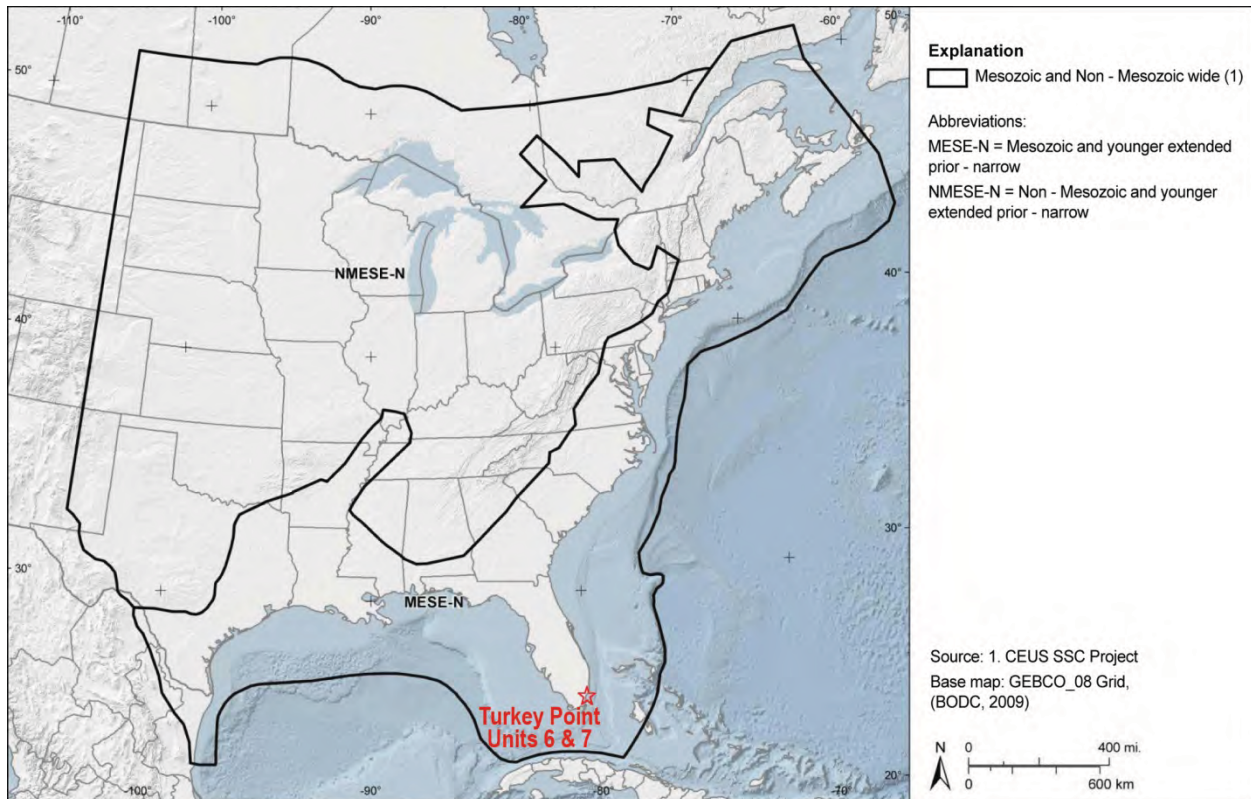 -110°
-100°
-90°
-80°
-70°
-60°
50°
50°
40°
40°
30°
30°
20°
-100°
-90°
-80°
-70°
NMESE-N
MESE-N
Turkey Point
Units 6 & 7
Explanation
Mesozoic and Non - Mesozoic wide (1)
Abbreviations:
MESE-N = Mesozoic and younger extended
prior - narrow
NMESE-N = Non - Mesozoic and younger
extended prior - narrow
Source: 1. CEUS SSC Project
Base map: GEBCO_08 Grid,
(BODC, 2009)
N
0 400 mi.
0 600 km